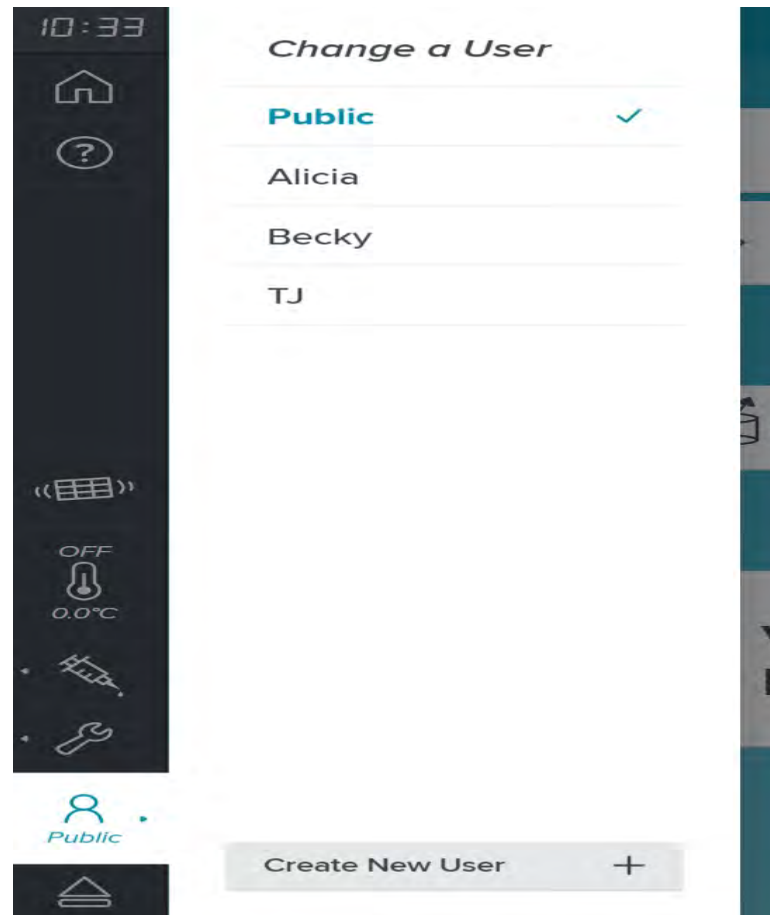 10:33
Change a User
Public
Alicia
Becky
TJ
OFF
0.0°C
Public
Create New User